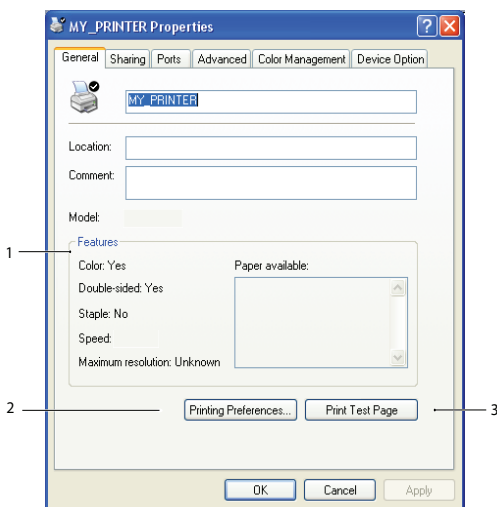 MY_PRINTER Properties
General Sharing Ports Advanced Color Management Device Option
MY_PRINTER
Location:
Comment:
Model:
1
Features
Color: Yes
Paper available:
Double-sided: Yes
Staple: No
Speed:
Maximum resolution: Unknown
2
Printing Preferences...
Print Test Page
3
OK
Cancel
Apply